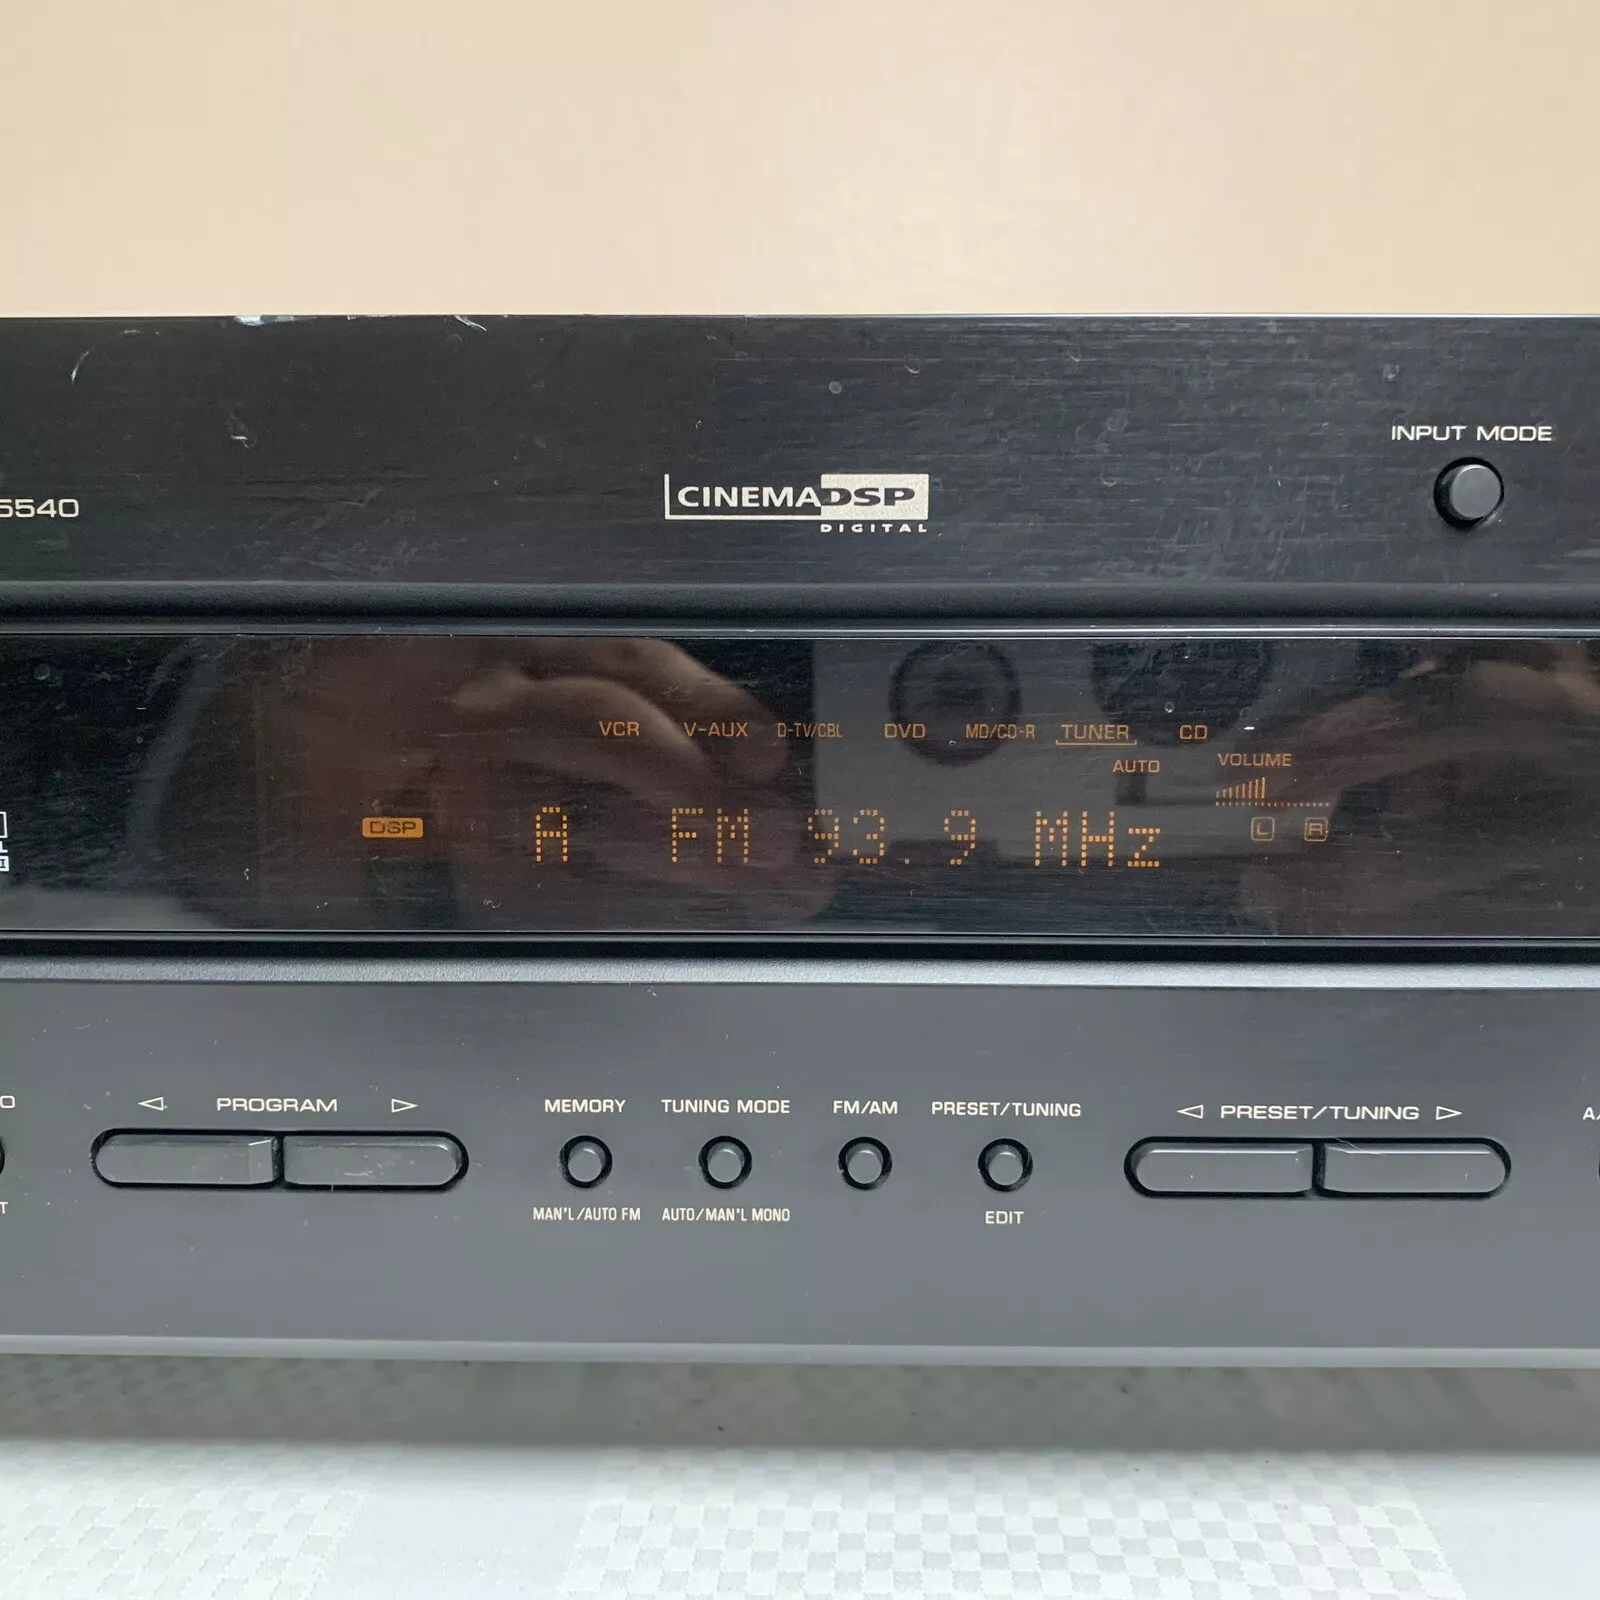 INPUT MODE
5540
CINEMA DSP
DIGITAL
VCR V-AUX D-TV/CBL DVD MD/CD-R TUNER CD
AUTO VOLUME
DSP A FM 93.9 MHz L R
PROGRAM MEMORY TUNING MODE FM/AM PRESET/TUNING PRESET/TUNING
MAN'L/AUTO FM AUTO/MAN'L MONO EDIT